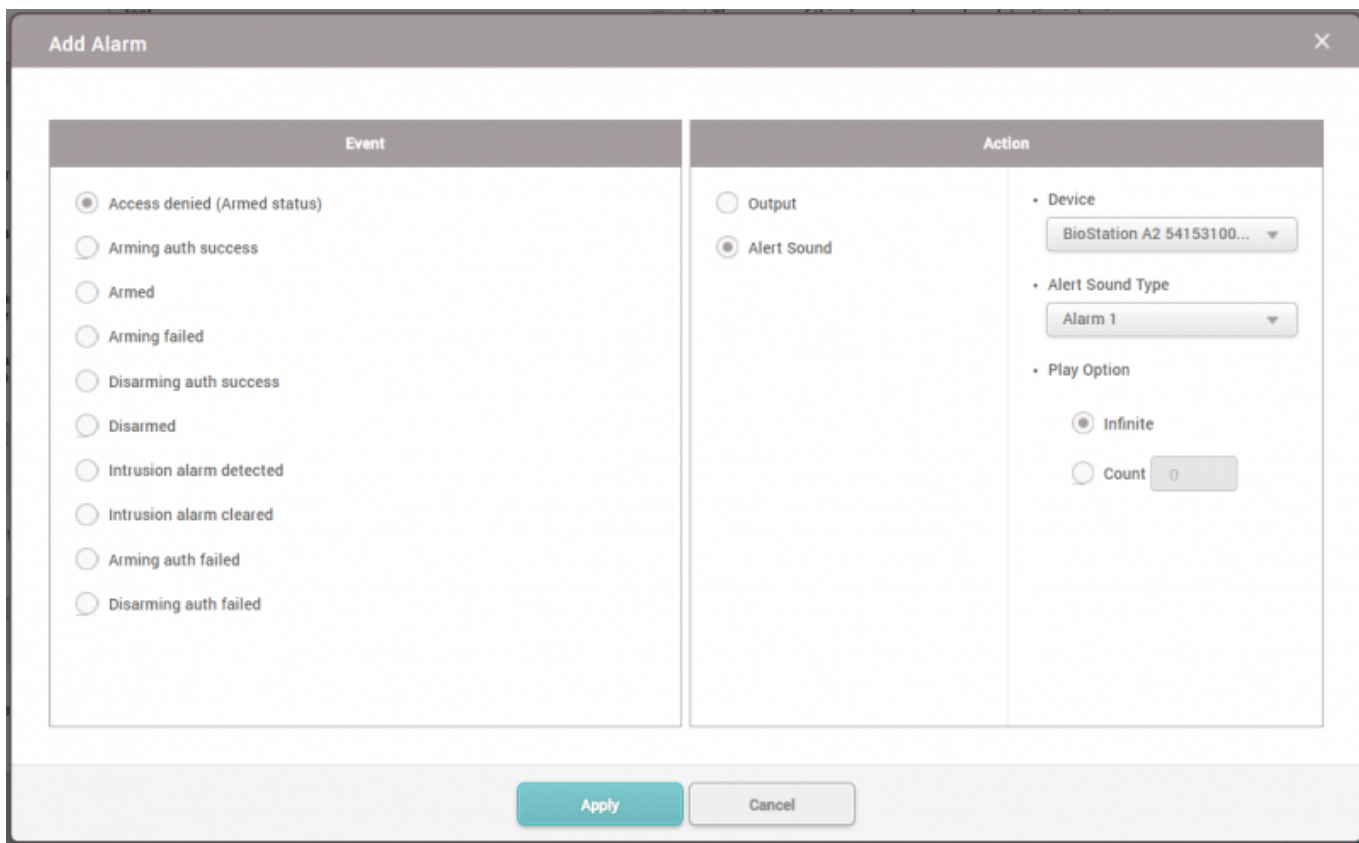 Add Alarm
Event
Access denied (Armed status)
Arming auth success
Armed
Arming failed
Disarming auth success
Disarmed
Intrusion alarm detected
Intrusion alarm cleared
Arming auth failed
Disarming auth failed
Action
Output
Alert Sound
• Device
BioStation A2 54153100...
• Alert Sound Type
Alarm 1
• Play Option
Infinite
Count 0
Apply
Cancel